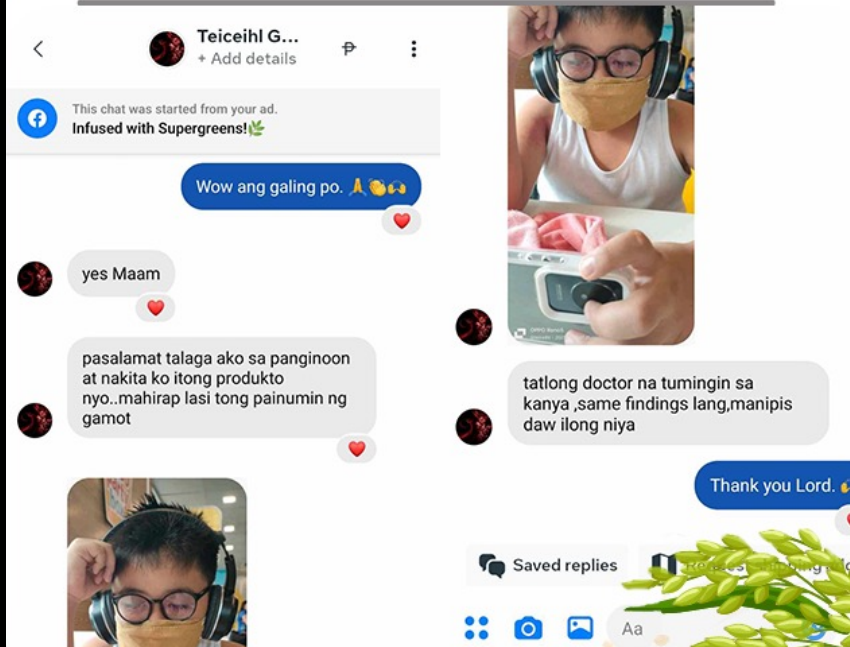 Teiceihl G...
+ Add details
This chat was started from your ad.
Infused with Supergreens!
Wow ang galing po.
yes Maam
pasalamat talaga ako sa panginoon
at nakita ko itong produkto
nyo..mahirap lasi tong painumin ng
gamot
tatlong doctor na tumingin sa
kanya ,same findings lang,manipis
daw ilong niya
Thank you Lord.
Saved replies
Aa